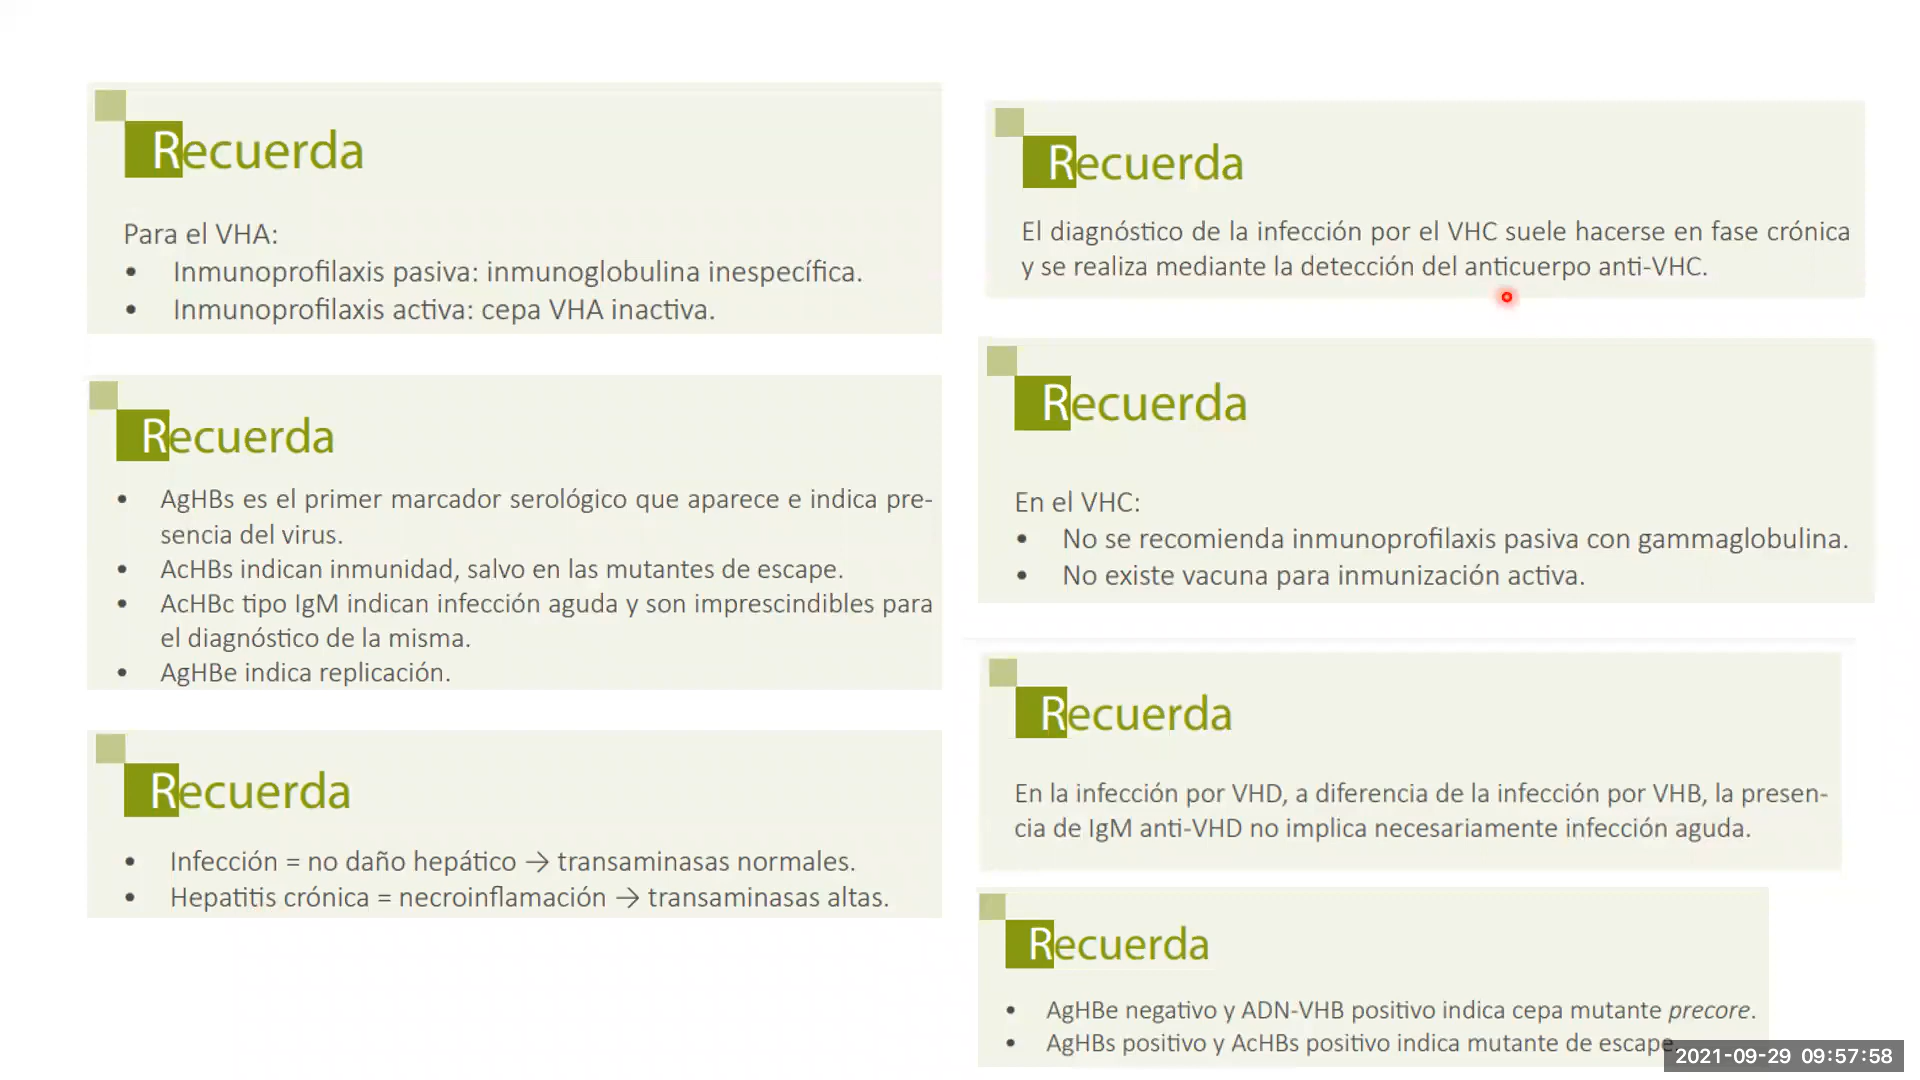 Recuerda
Para el VHA:
• Inmunoprofilaxis pasiva: inmunoglobulina inespecífica.
• Inmunoprofilaxis activa: cepa VHA inactiva.
Recuerda
• AgHBs es el primer marcador serológico que aparece e indica pre-
sencia del virus.
• AcHBs indican inmunidad, salvo en las mutantes de escape.
• AcHBc tipo IgM indican infección aguda y son imprescindibles para
el diagnóstico de la misma.
• AgHBe indica replicación.
Recuerda
• Infección = no daño hepático → transaminasas normales.
• Hepatitis crónica = necroinflamación → transaminasas altas.
Recuerda
El diagnóstico de la infección por el VHC suele hacerse en fase crónica
y se realiza mediante la detección del anticuerpo anti-VHC.
Recuerda
En el VHC:
• No se recomienda inmunoprofilaxis pasiva con gammaglobulina.
• No existe vacuna para inmunización activa.
Recuerda
En la infección por VHD, a diferencia de la infección por VHB, la presen-
cia de IgM anti-VHD no implica necesariamente infección aguda.
Recuerda
• AgHBe negativo y ADN-VHB positivo indica cepa mutante precore.
• AgHBs positivo y AcHBs positivo indica mutante de escape
2021-09-29 09:57:58